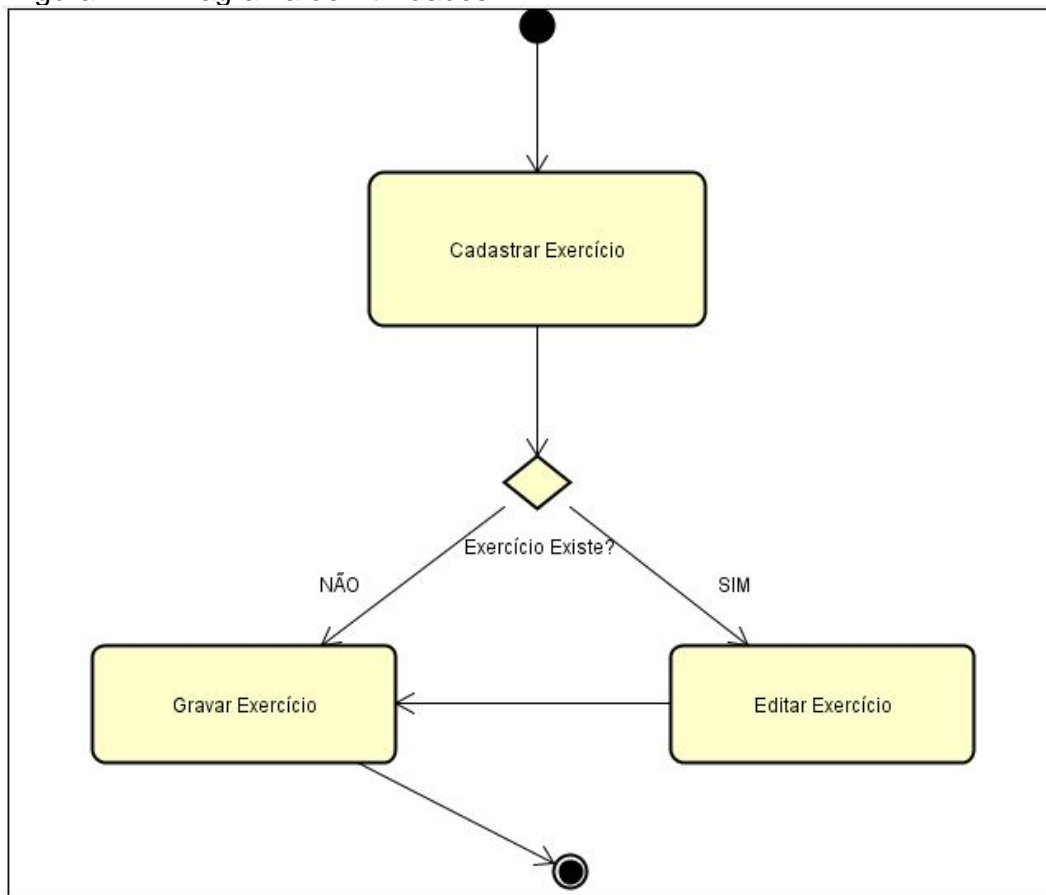 Cadastrar Exercício
Exercício Existe?
NÃO
SIM
Gravar Exercício
Editar Exercício